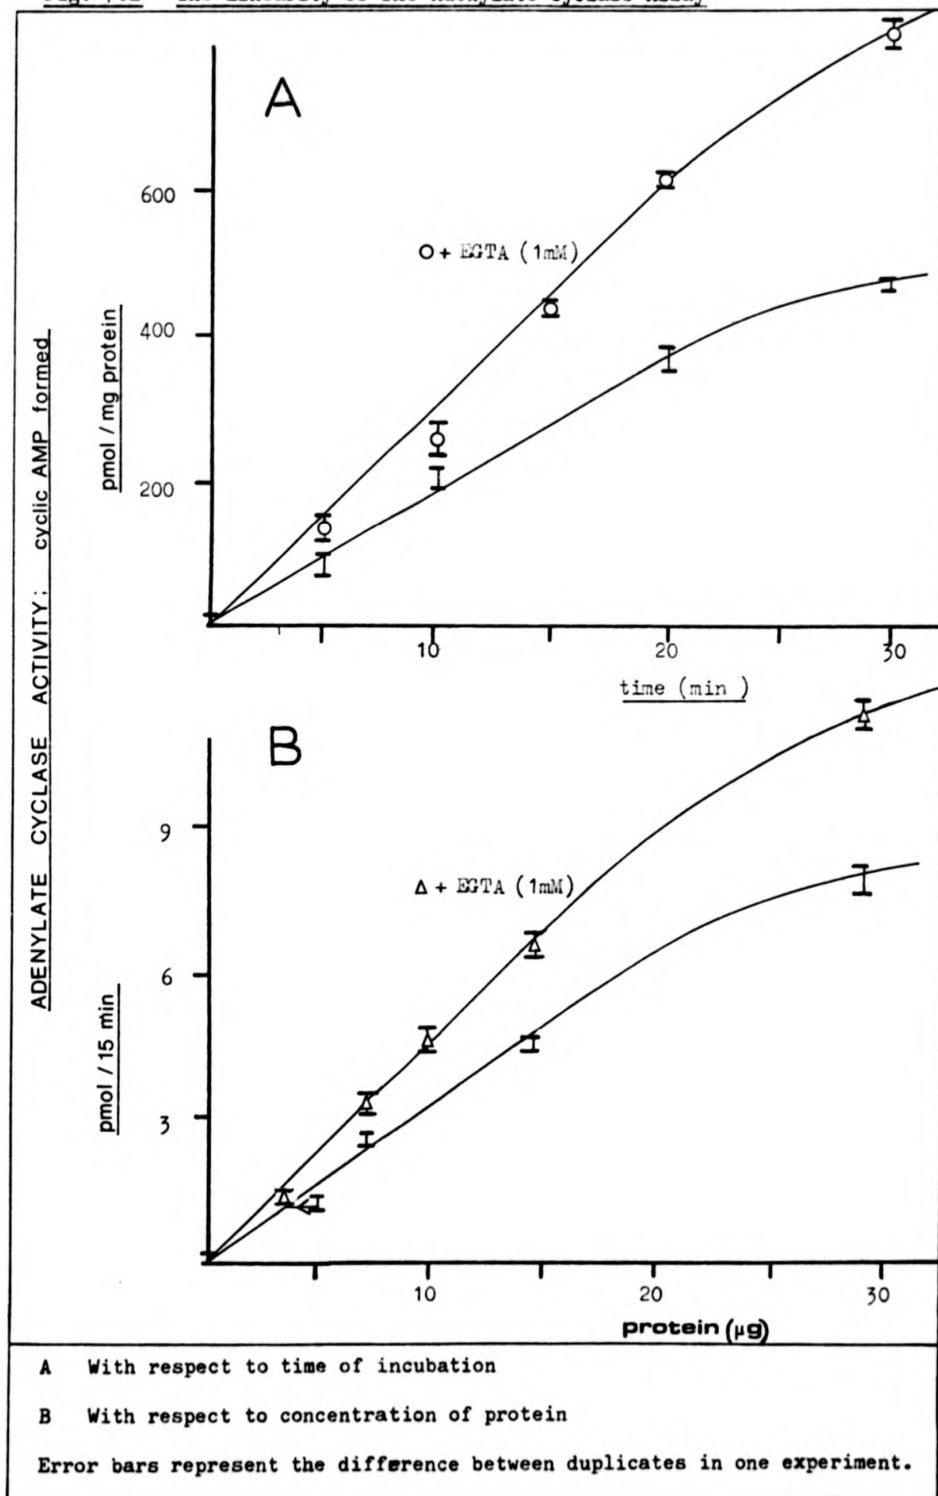 A
600
O + EGTA (1mM)
400
200
pmol / mg protein
ADENYLATE CYCLASE ACTIVITY: cyclic AMP formed
10
20
30
time (min )
B
9
Δ + EGTA (1mM)
6
3
pmol / 15 min
10
20
30
protein (µg)
A With respect to time of incubation
B With respect to concentration of protein
Error bars represent the difference between duplicates in one experiment.